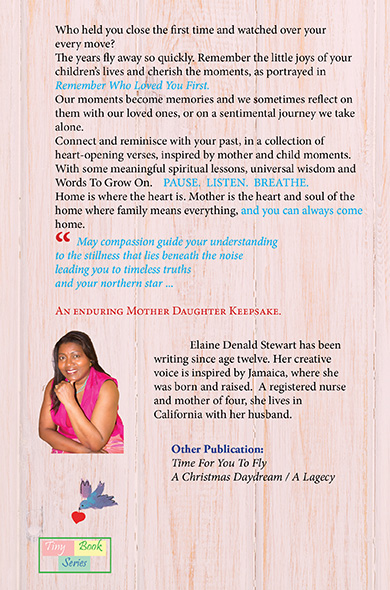 Who held you close the first time and watched over your
every move?
The years fly away so quickly. Remember the little joys of your
children's lives and cherish the moments, as portrayed in
Remember Who Loved You First.
Our moments become memories and we sometimes reflect on
them with our loved ones, or on a sentimental journey we take
alone.
Connect and reminisce with your past, in a collection of
heart-opening verses, inspired by mother and child moments.
With some meaningful spiritual lessons, universal wisdom and
Words To Grow On. PAUSE. LISTEN. BREATHE.
Home is where the heart is. Mother is the heart and soul of the
home where family means everything, and you can always come
home.
“ May compassion guide your understanding
to the stillness that lies beneath the noise
leading you to timeless truths
and your northern star ...
An enduring Mother Daughter Keepsake.
Elaine Denald Stewart has been
writing since age twelve. Her creative
voice is inspired by Jamaica, where she
was born and raised. A registered nurse
and mother of four, she lives in
California with her husband.
Other Publication:
Time For You To Fly
A Christmas Daydream / A Lagecy
Tiny Book
Series